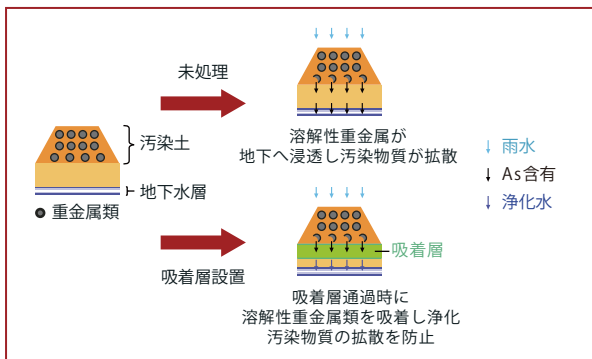 未処理
汚染土
地下水層
重金属類
吸着層設置
溶解性重金属が
地下へ浸透し汚染物質が拡散
吸着層
吸着層通過時に
溶解性重金属類を吸着し浄化
汚染物質の拡散を防止
雨水
As含有
浄化水